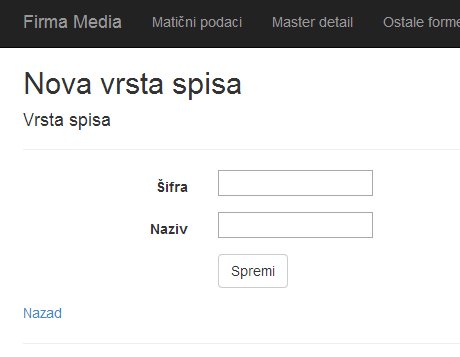 Firma Media Matični podaci Master detail Ostale forme
Nova vrsta spisa
Vrsta spisa
Šifra
Naziv
Spremi
Nazad